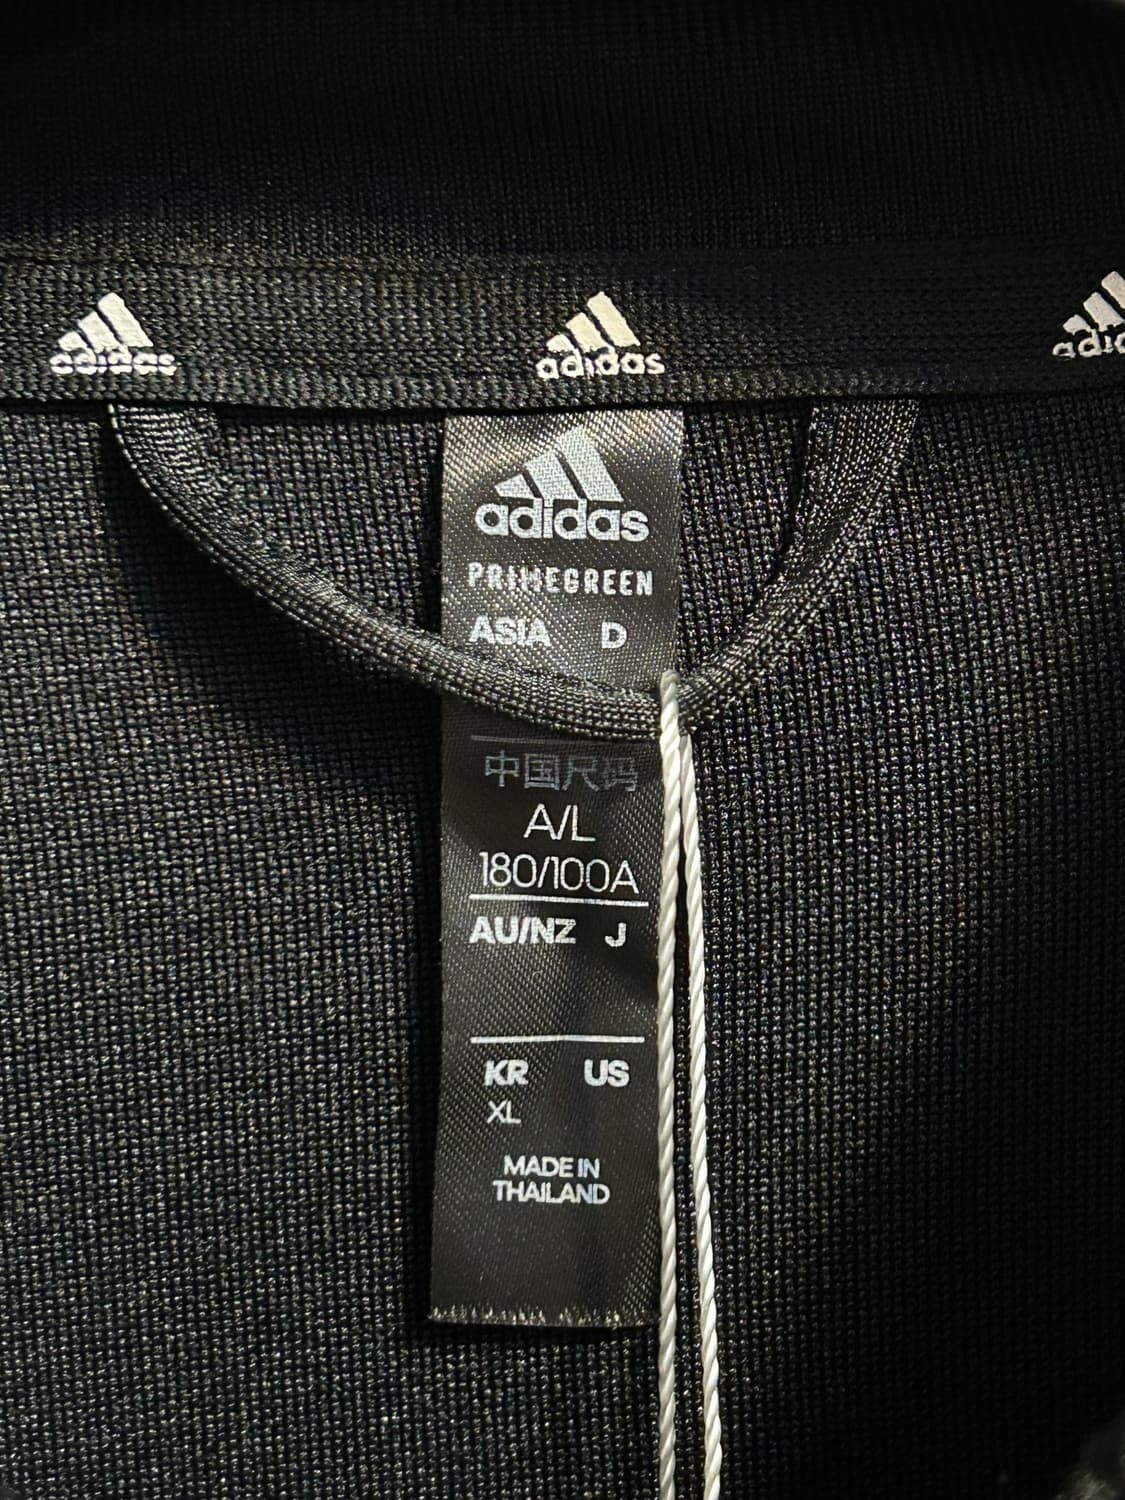 adidas
adidas
adidas
adidas
PRIMEGREEN
ASIA D
中国尺码
A/L
180/100A
AU/NZ J
KR US
XL
MADE IN
THAILAND